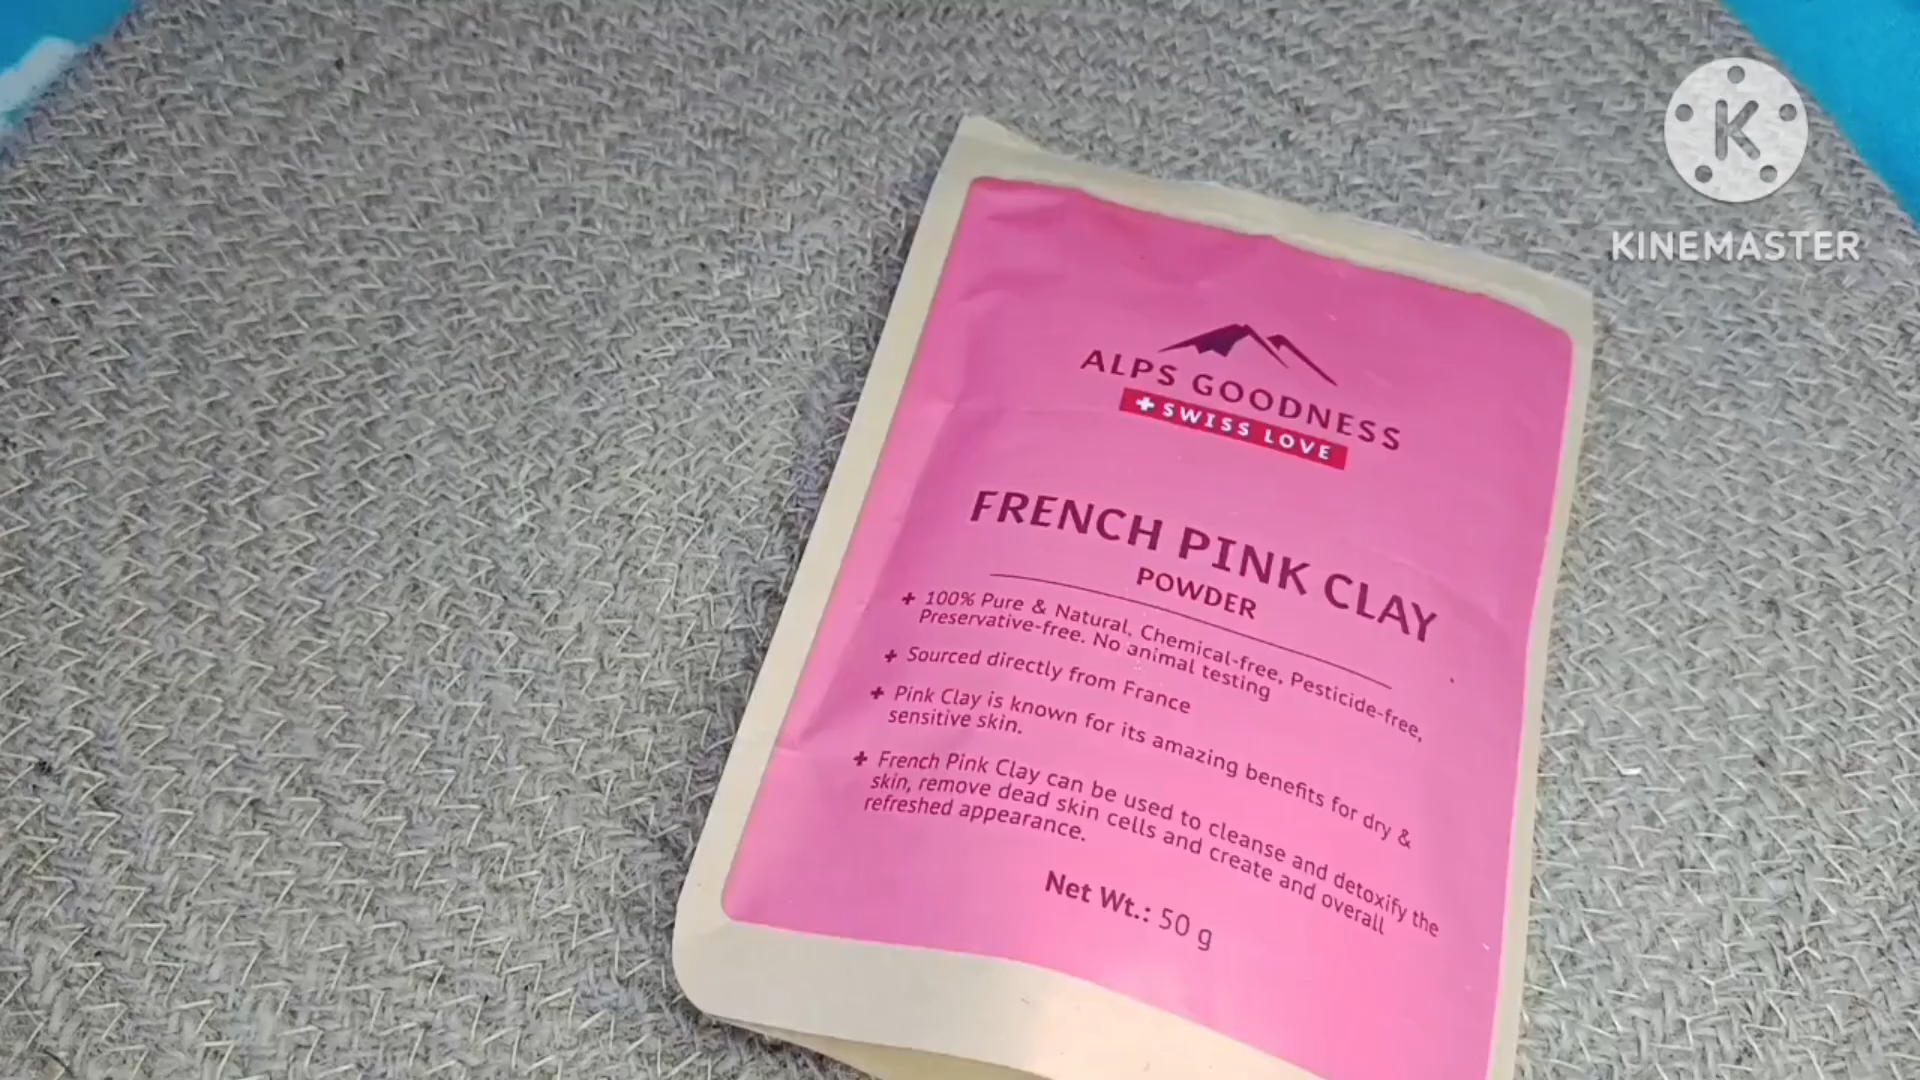 K
KINEMASTER
ALPS GOODNESS
+ SWISS LOVE
FRENCH PINK CLAY
POWDER
+ 100% Pure & Natural, Chemical-free, Pesticide-free,
Preservative-free. No animal testing
+ Sourced directly from France
+ Pink Clay is known for its amazing benefits for dry &
sensitive skin.
+ French Pink Clay can be used to cleanse and detoxify the
skin, remove dead skin cells and create and overall
refreshed appearance.
Net Wt.: 50 g